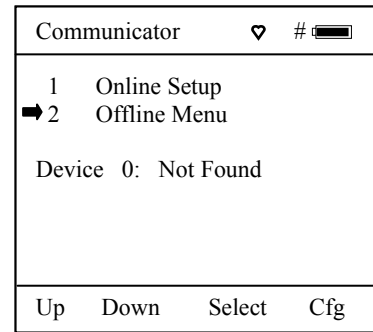 Communicator ♡ #
1 Online Setup
➡ 2 Offline Menu
Device 0: Not Found
Up Down Select Cfg